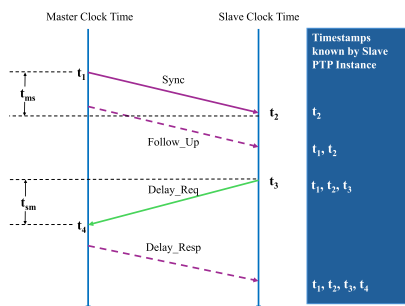 Master Clock Time
Slave Clock Time
Timestamps
known by Slave
PTP Instance
t1
Sync
tms
t2
t2
Follow_Up
t1, t2
Delay_Req
t3
t1, t2, t3
tsm
t4
Delay_Resp
t1, t2, t3, t4